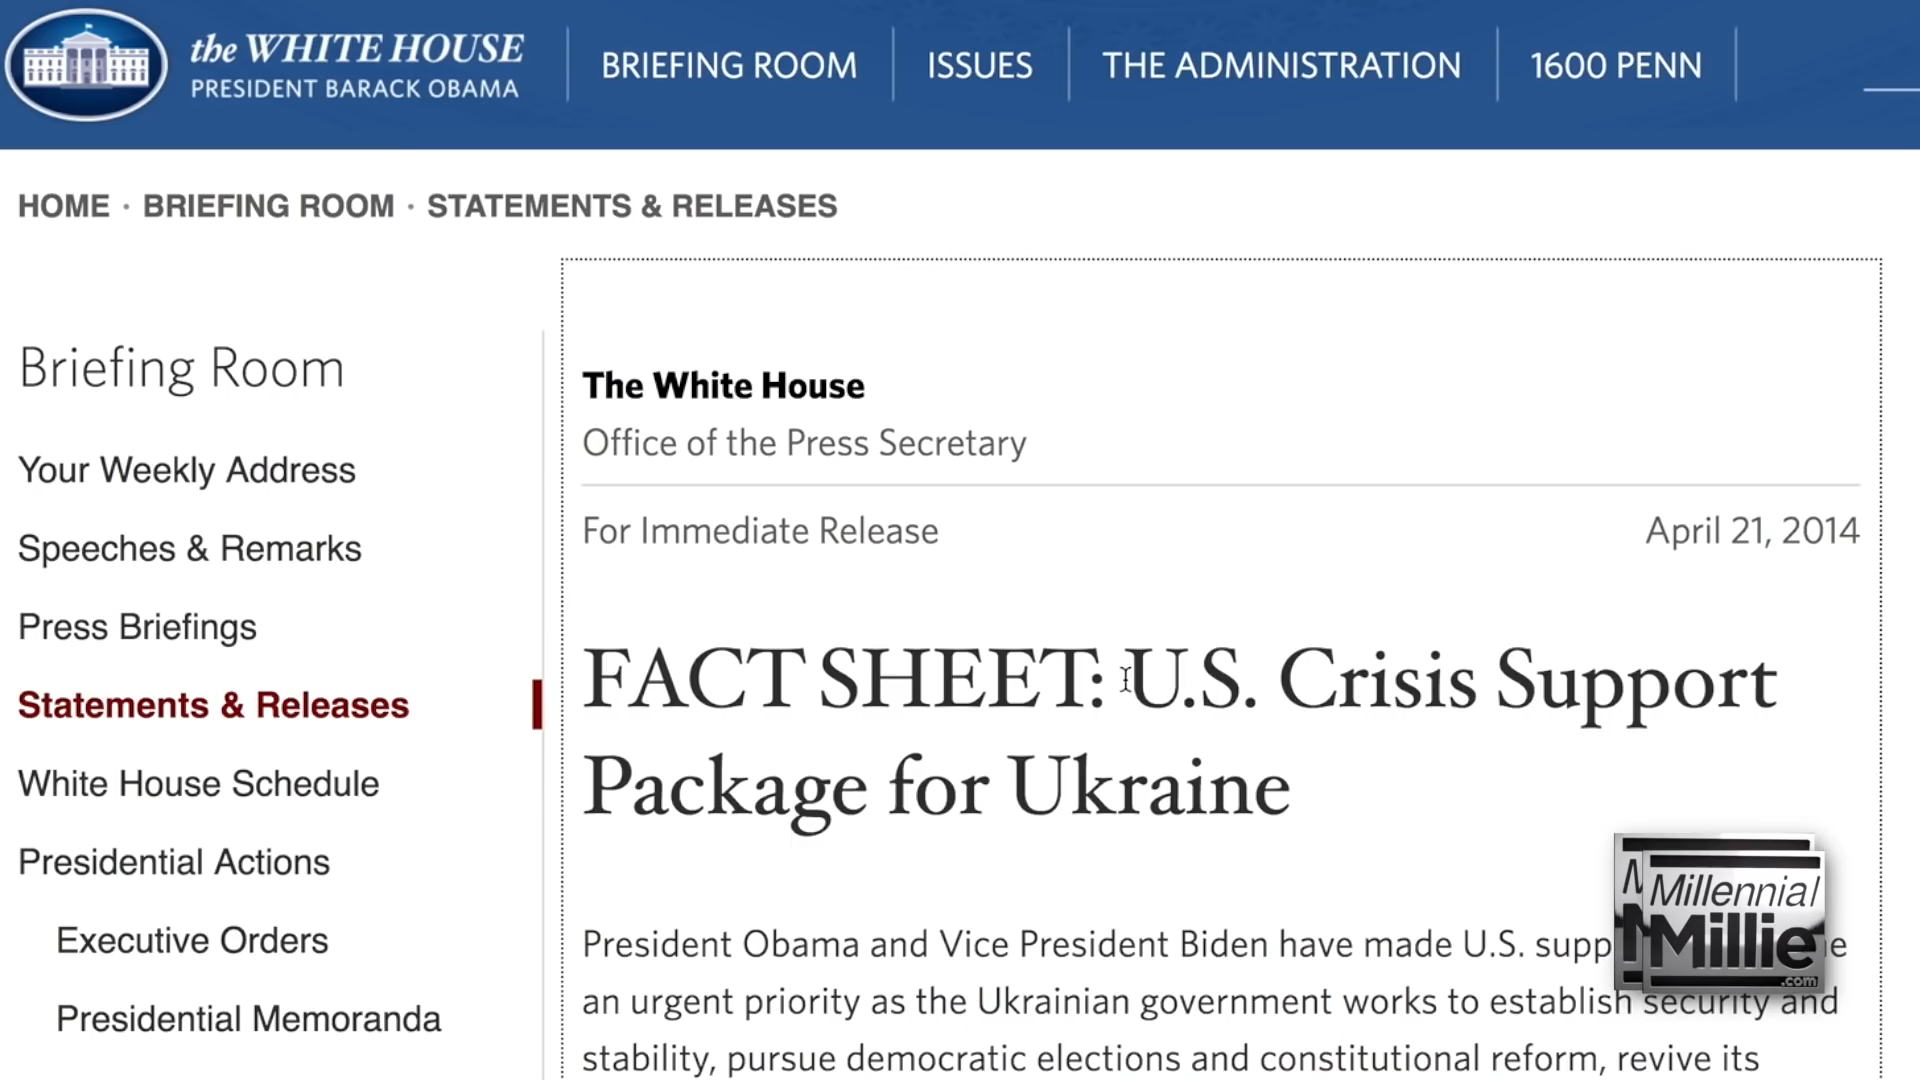 the WHITE HOUSE
PRESIDENT BARACK OBAMA
BRIEFING ROOM
ISSUES
THE ADMINISTRATION
1600 PENN
HOME · BRIEFING ROOM · STATEMENTS & RELEASES
Briefing Room
Your Weekly Address
Speeches & Remarks
Press Briefings
Statements & Releases
White House Schedule
Presidential Actions
Executive Orders
Presidential Memoranda
The White House
Office of the Press Secretary
For Immediate Release
April 21, 2014
FACT SHEET: U.S. Crisis Support
Package for Ukraine
President Obama and Vice President Biden have made U.S.
an urgent priority as the Ukrainian government works to establish security and
stability, pursue democratic elections and constitutional reform, revive its
Millennial
Millie
.com